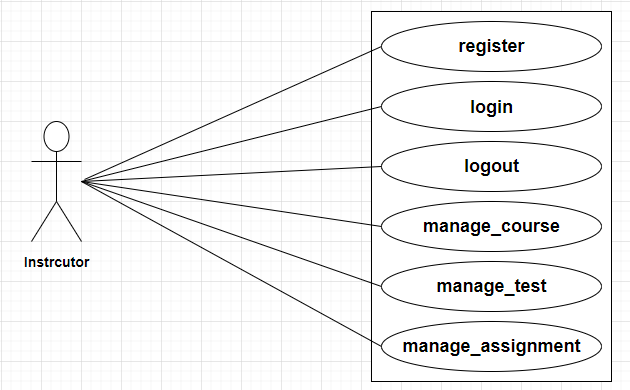 register
login
logout
manage_course
manage_test
manage_assignment
Instrcutor